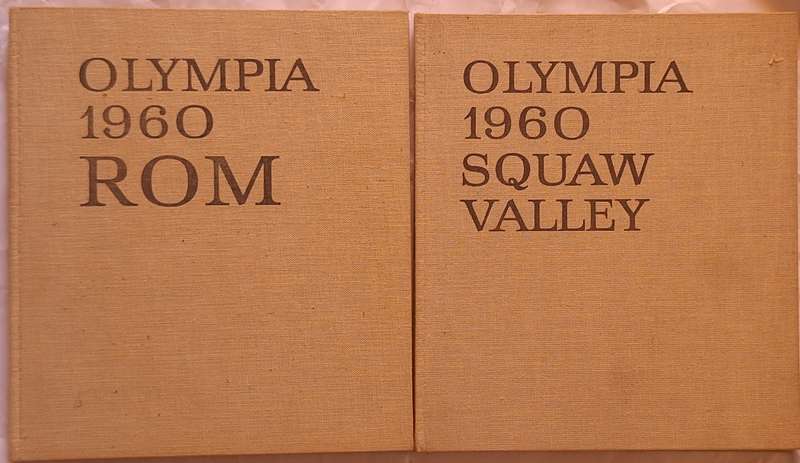 OLYMPIA
1960
ROM
OLYMPIA
1960
SQUAW
VALLEY